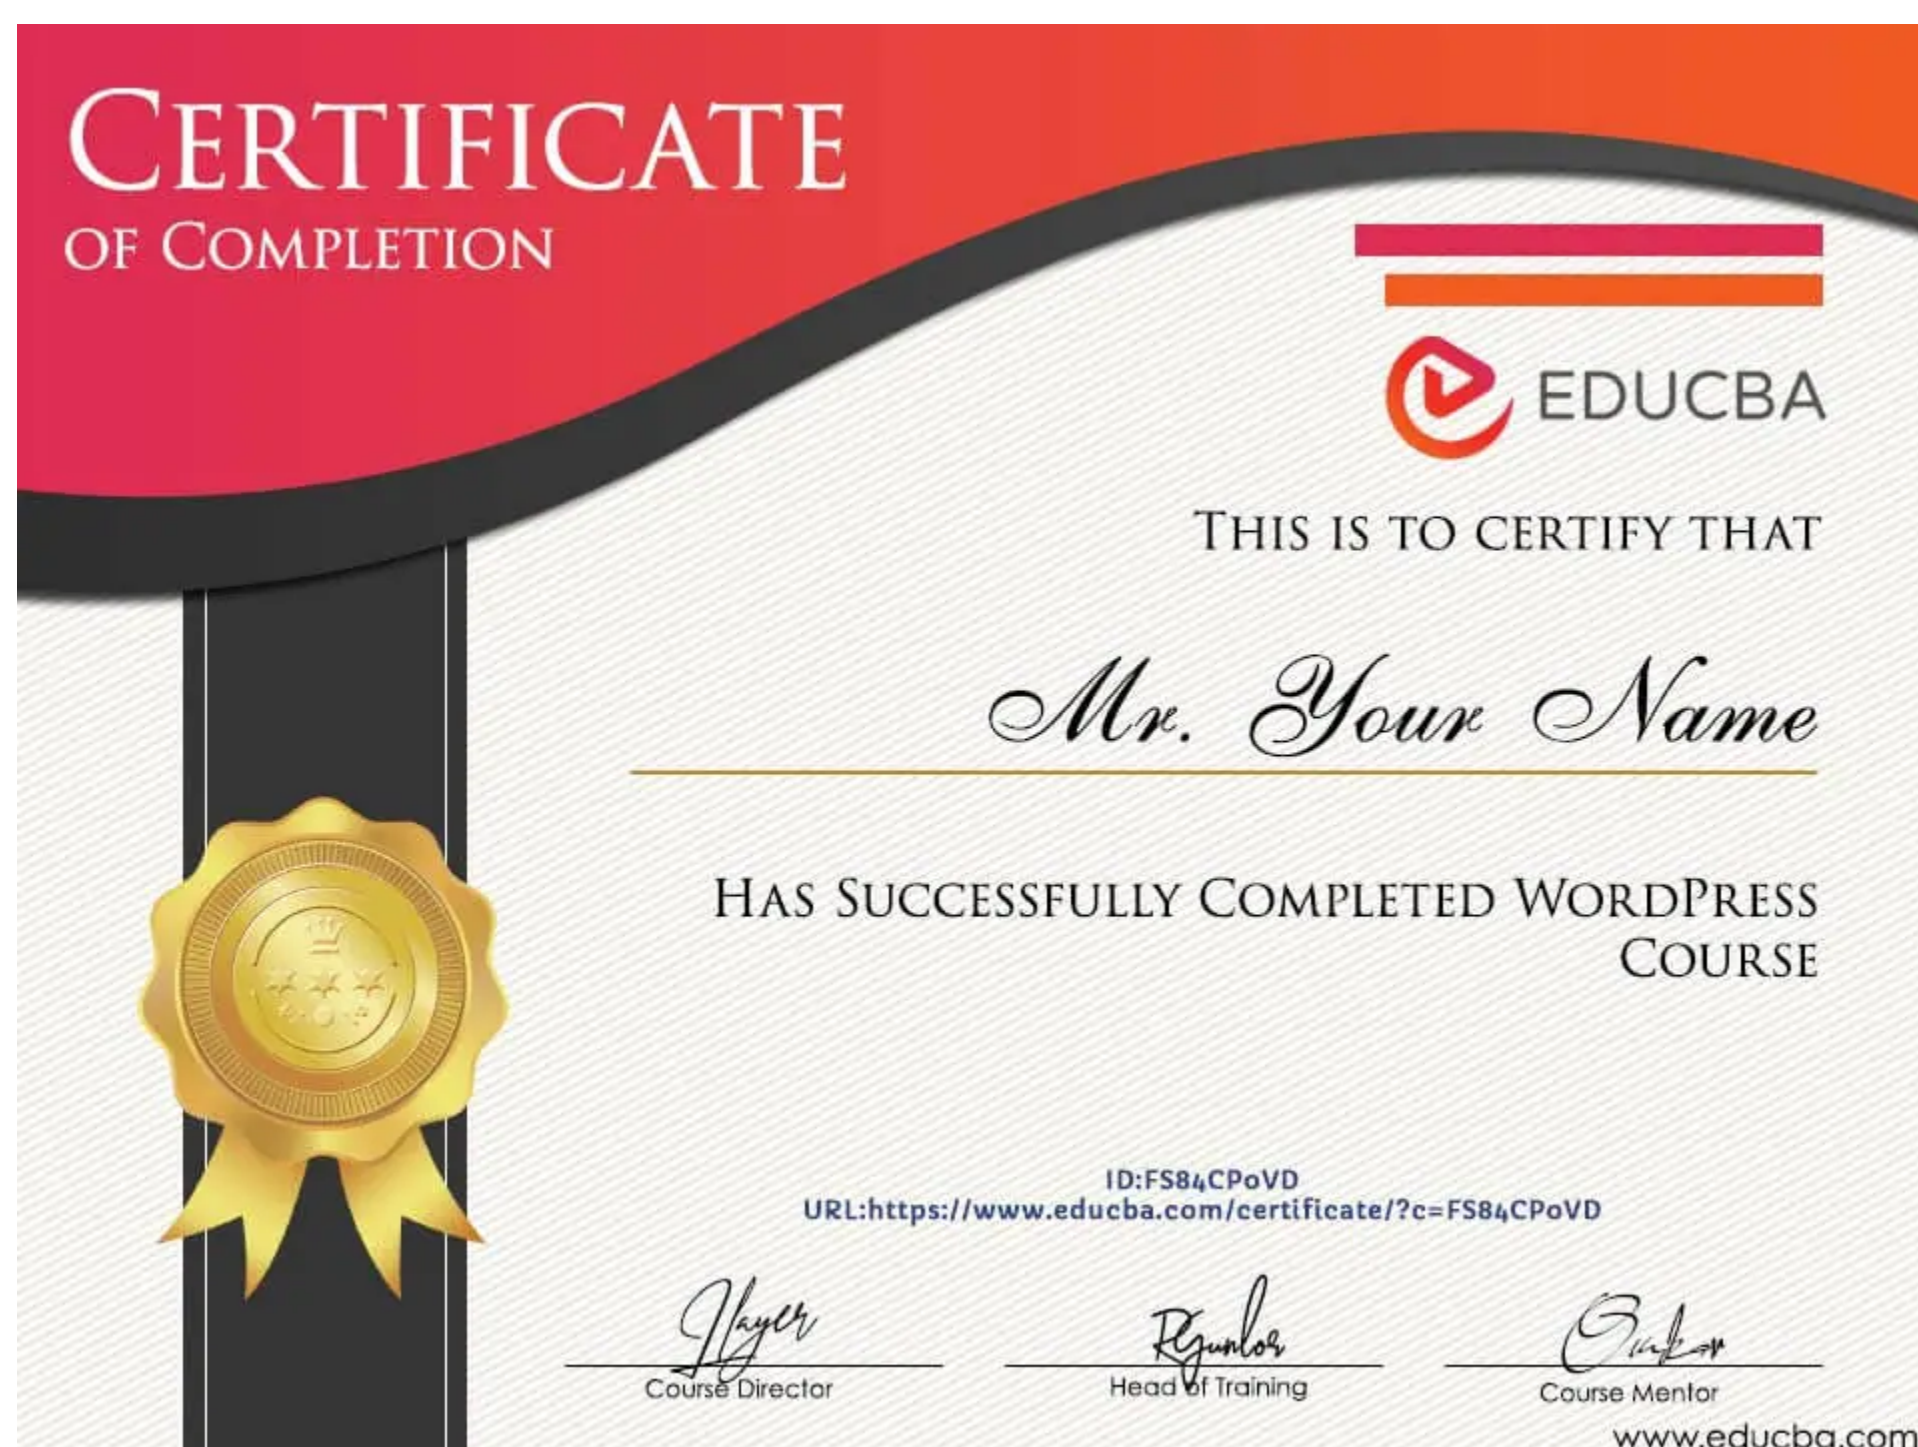 CERTIFICATE
OF COMPLETION
EDUCBA
THIS IS TO CERTIFY THAT
Mr. Your Name
HAS SUCCESSFULLY COMPLETED WORDPRESS
COURSE
ID:FS84CPoVD
URL:https://www.educba.com/certificate/?c=FS84CPoVD
Course Director
Head of Training
Course Mentor
www.educba.com